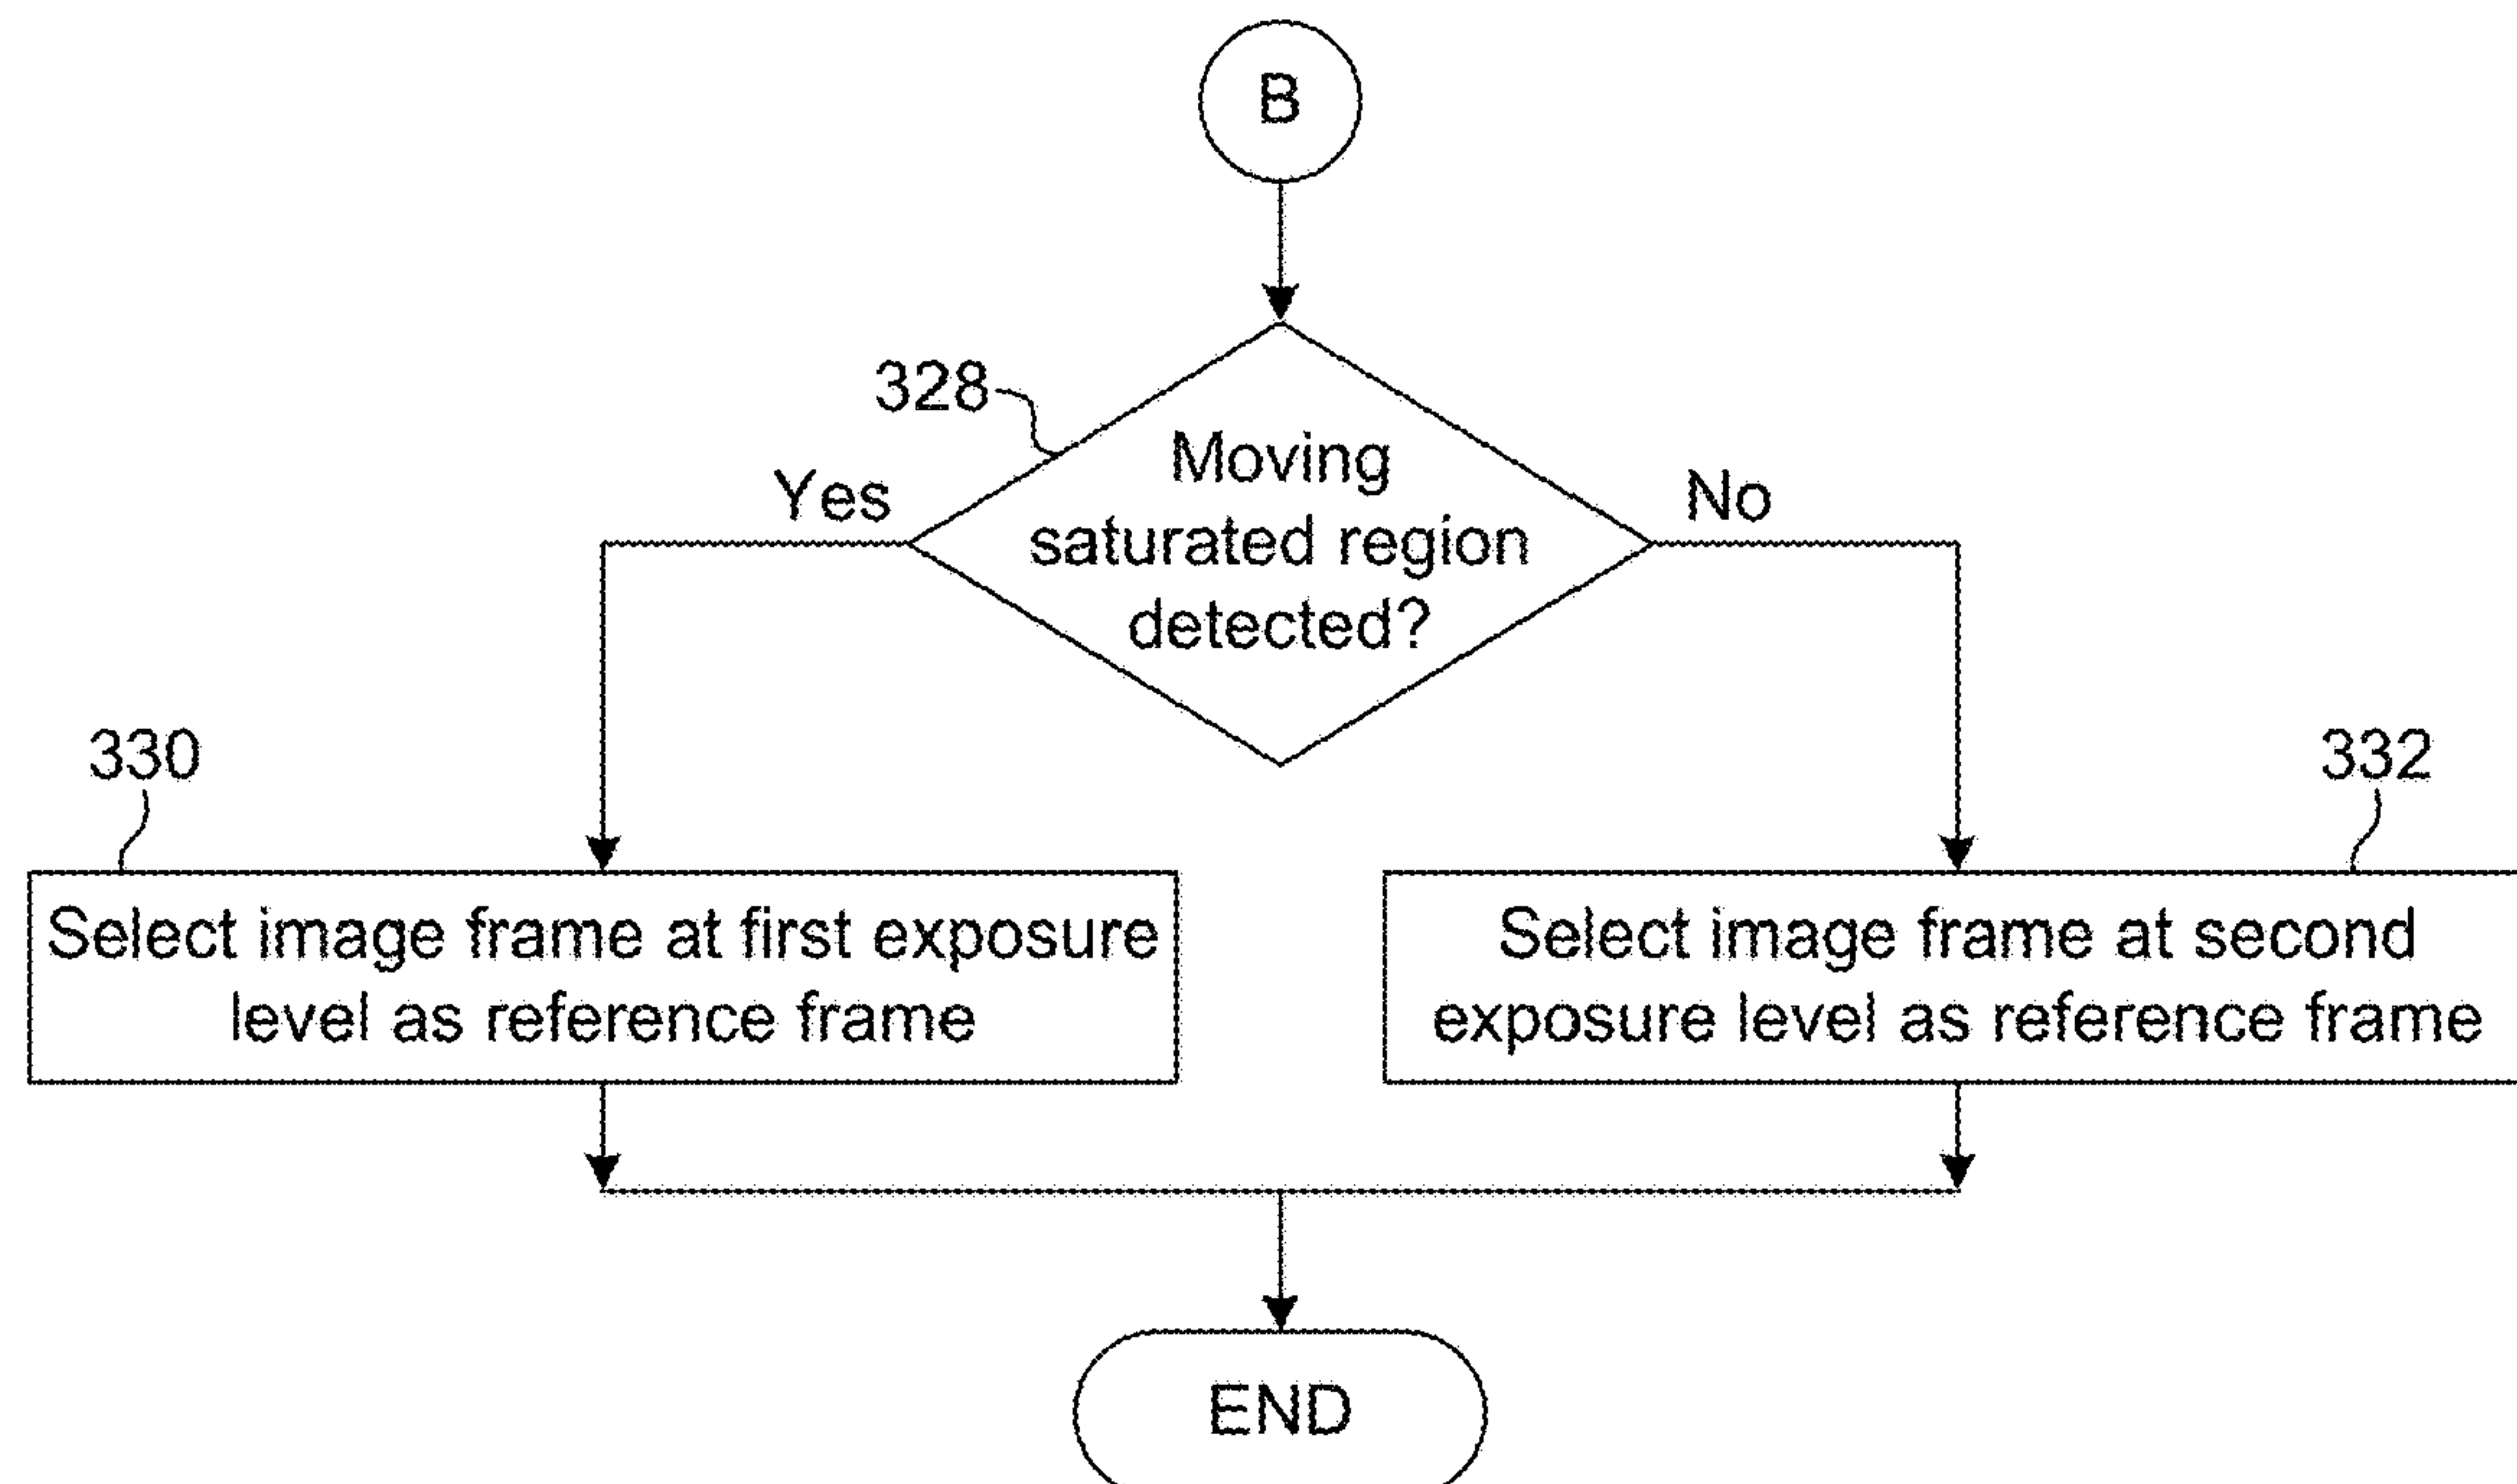 B
328
Moving
saturated region
detected?
Yes
No
330
332
Select image frame at first exposure
level as reference frame
Select image frame at second
exposure level as reference frame
END